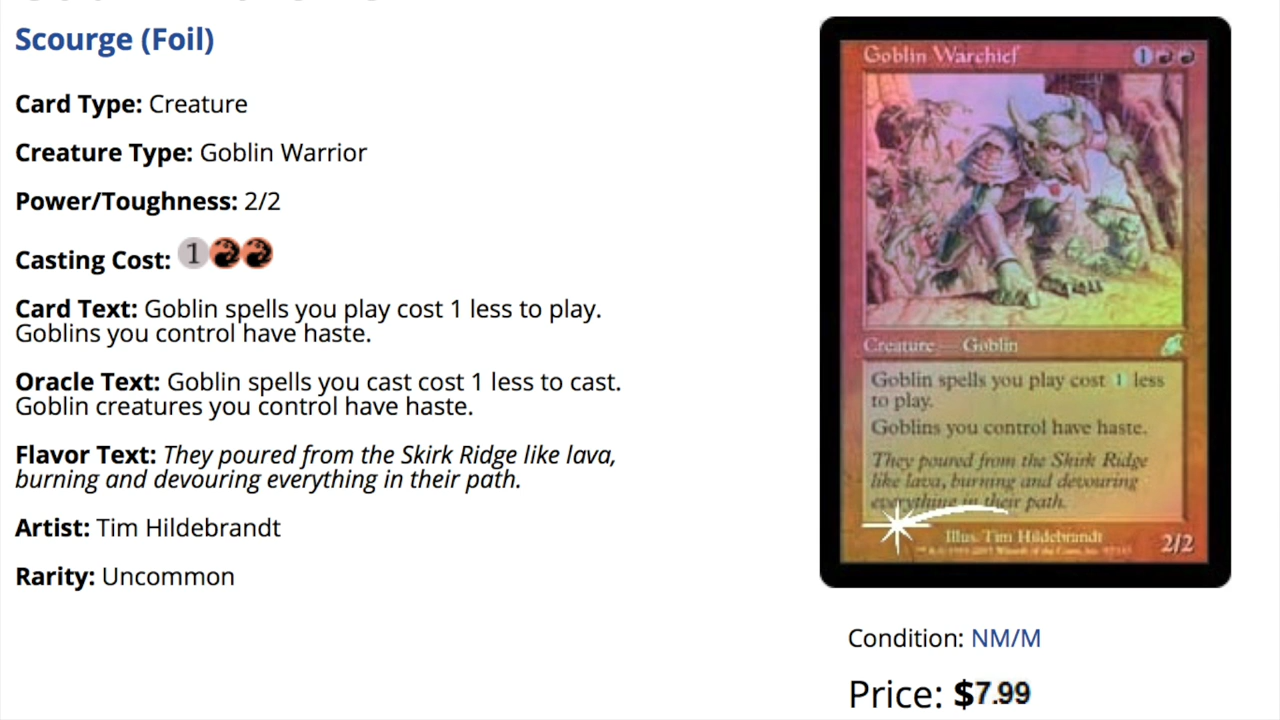 Scourge (Foil)
Card Type: Creature
Creature Type: Goblin Warrior
Power/Toughness: 2/2
Casting Cost: 1
Card Text: Goblin spells you play cost 1 less to play.
Goblins you control have haste.
Oracle Text: Goblin spells you cast cost 1 less to cast.
Goblin creatures you control have haste.
Flavor Text: They poured from the Skirk Ridge like lava,
burning and devouring everything in their path.
Artist: Tim Hildebrandt
Rarity: Uncommon
Goblin Warchief 1
Creature — Goblin
Goblin spells you play cost 1 less
to play.
Goblins you control have haste.
They poured from the Skirk Ridge
like lava, burning and devouring
everything in their path.
Illus. Tim Hildebrandt
2/2
Condition: NM/M
Price: $7.99